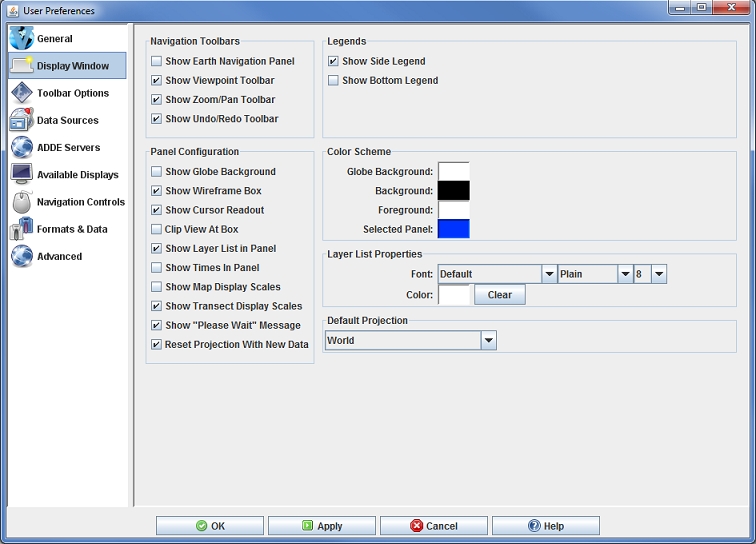 User Preferences
General
Display Window
Toolbar Options
Data Sources
ADDE Servers
Available Displays
Navigation Controls
Formats & Data
Advanced
Navigation Toolbars
Show Earth Navigation Panel
Show Viewpoint Toolbar
Show Zoom/Pan Toolbar
Show Undo/Redo Toolbar
Legends
Show Side Legend
Show Bottom Legend
Panel Configuration
Show Globe Background
Show Wireframe Box
Show Cursor Readout
Clip View At Box
Show Layer List in Panel
Show Times In Panel
Show Map Display Scales
Show Transect Display Scales
Show "Please Wait" Message
Reset Projection With New Data
Color Scheme
Globe Background:
Background:
Foreground:
Selected Panel:
Layer List Properties
Font: Default Plain 8
Color: Clear
Default Projection
World
OK Apply Cancel Help